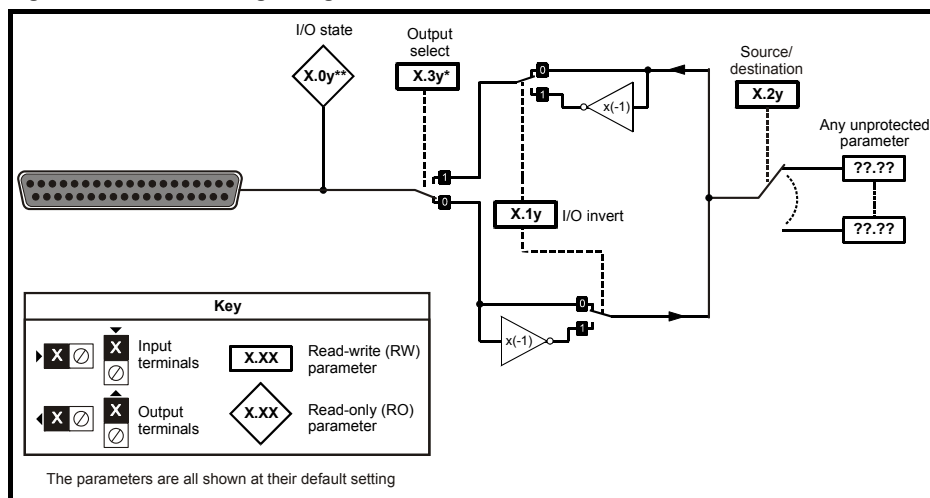 I/O state
X.0y**
Output
select
X.3y*
0
1
x(-1)
Source/
destination
X.2y
Any unprotected
parameter
??.??
??.??
1
0
X.1y
I/O invert
0
1
x(-1)
Key
X
X
Input
terminals
X.XX
Read-write (RW)
parameter
X
X
Output
terminals
X.XX
Read-only (RO)
parameter
The parameters are all shown at their default setting